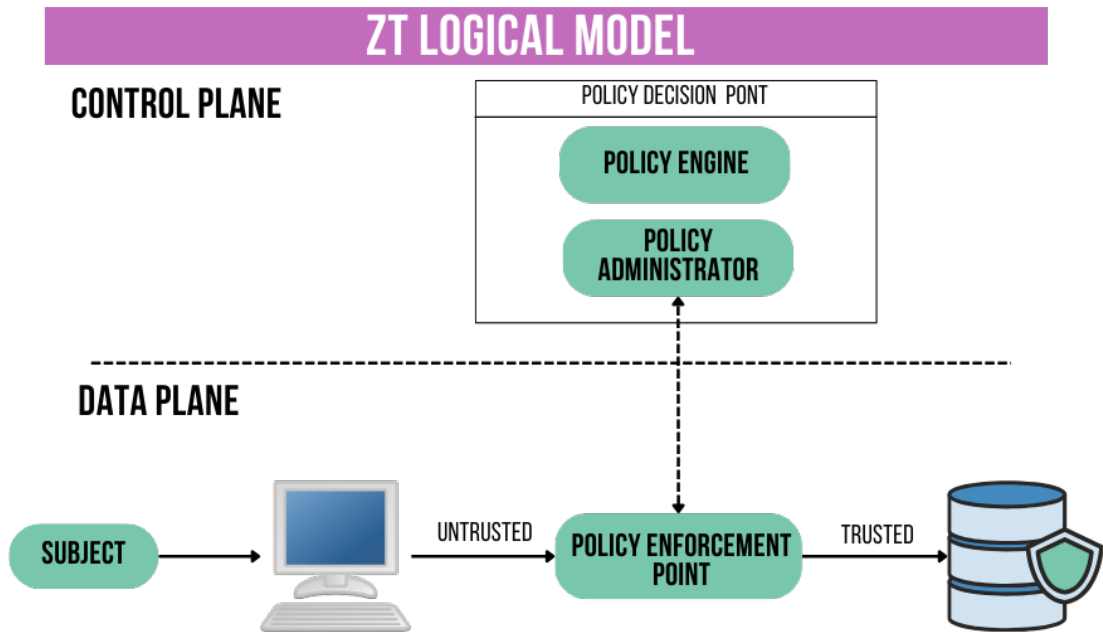 ZT LOGICAL MODEL
CONTROL PLANE
POLICY DECISION PONT
POLICY ENGINE
POLICY
ADMINISTRATOR
DATA PLANE
SUBJECT
UNTRUSTED
POLICY ENFORCEMENT
POINT
TRUSTED